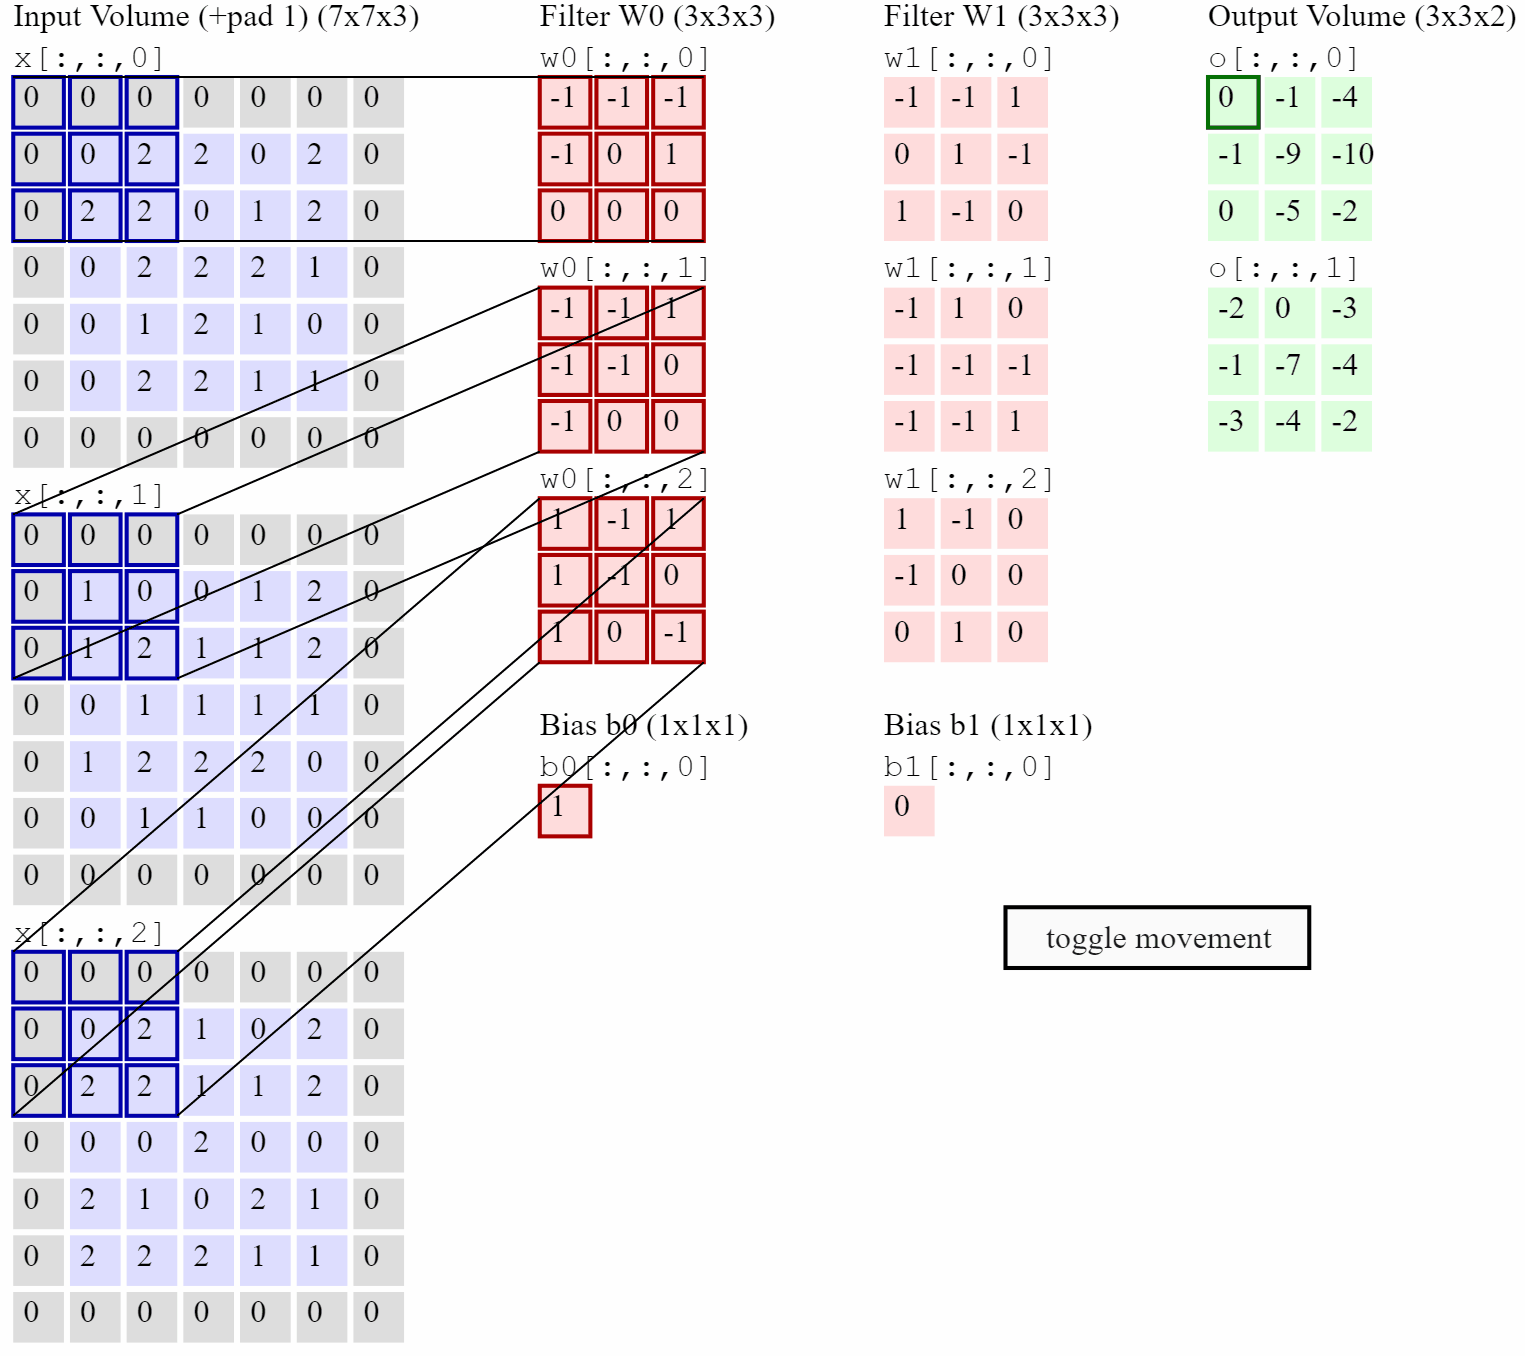 Input Volume (+pad 1) (7x7x3)
x[:,:,0]
0 0 0 0 0 0 0
0 0 2 2 0 2 0
0 2 2 0 1 2 0
0 0 2 2 2 1 0
0 0 1 2 1 0 0
0 0 2 2 1 1 0
0 0 0 0 0 0 0
x[:,:,1]
0 0 0 0 0 0 0
0 1 0 0 1 2 0
0 1 2 1 1 2 0
0 0 1 1 1 1 0
0 1 2 2 2 0 0
0 0 1 1 0 0 0
0 0 0 0 0 0 0
x[:,:,2]
0 0 0 0 0 0 0
0 0 2 1 0 2 0
0 2 2 1 1 2 0
0 0 0 2 0 0 0
0 2 1 0 2 1 0
0 2 2 2 1 1 0
0 0 0 0 0 0 0
Filter W0 (3x3x3)
w0[:,:,0]
-1 -1 -1
-1 0 1
0 0 0
w0[:,:,1]
-1 -1 1
-1 -1 0
-1 0 0
w0[:,:,2]
1 -1 1
1 -1 0
1 0 -1
Bias b0 (1x1x1)
b0[:,:,0]
1
Filter W1 (3x3x3)
w1[:,:,0]
-1 -1 1
0 1 -1
1 -1 0
w1[:,:,1]
-1 1 0
-1 -1 -1
-1 -1 1
w1[:,:,2]
1 -1 0
-1 0 0
0 1 0
Bias b1 (1x1x1)
b1[:,:,0]
0
Output Volume (3x3x2)
o[:,:,0]
0 -1 -4
-1 -9 -10
0 -5 -2
o[:,:,1]
-2 0 -3
-1 -7 -4
-3 -4 -2
toggle movement